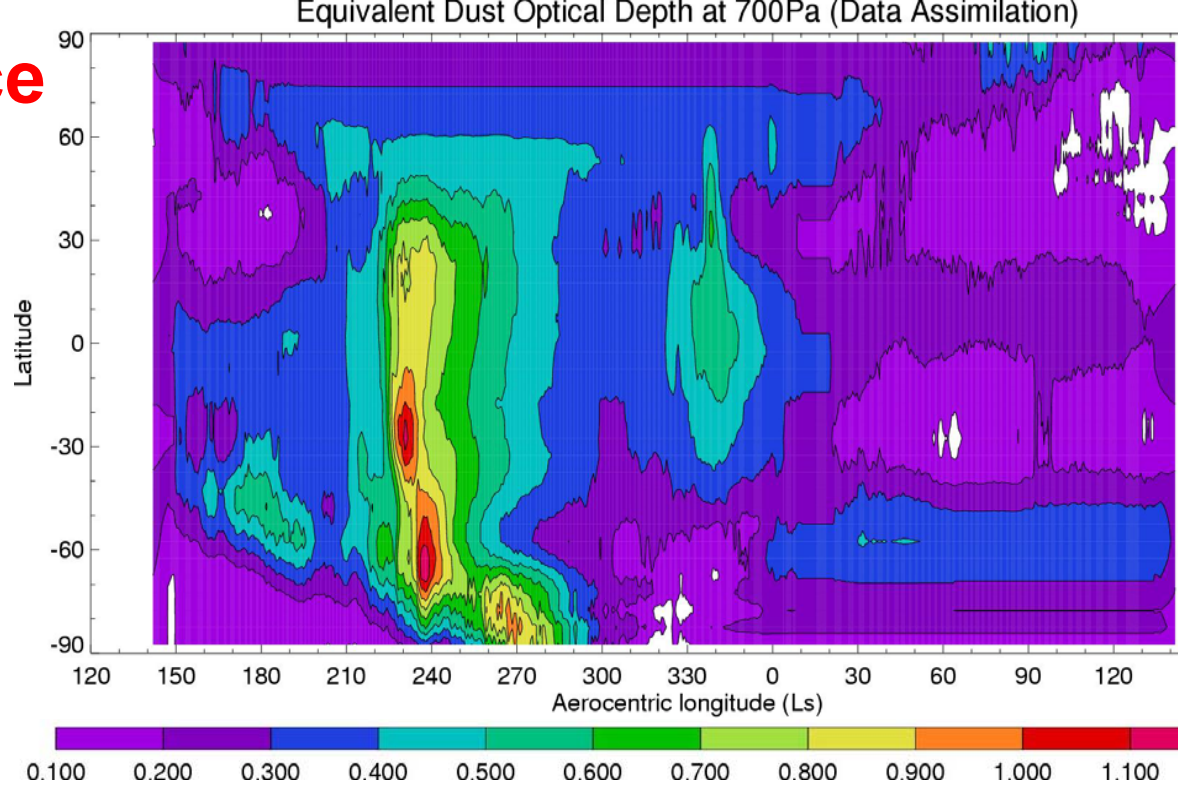 Equivalent Dust Optical Depth at 700Pa (Data Assimilation)
ce
90
60
30
0
-30
-60
-90
Latitude
120 150 180 210 240 270 300 330 0 30 60 90 120
Aerocentric longitude (Ls)
0.100 0.200 0.300 0.400 0.500 0.600 0.700 0.800 0.900 1.000 1.100